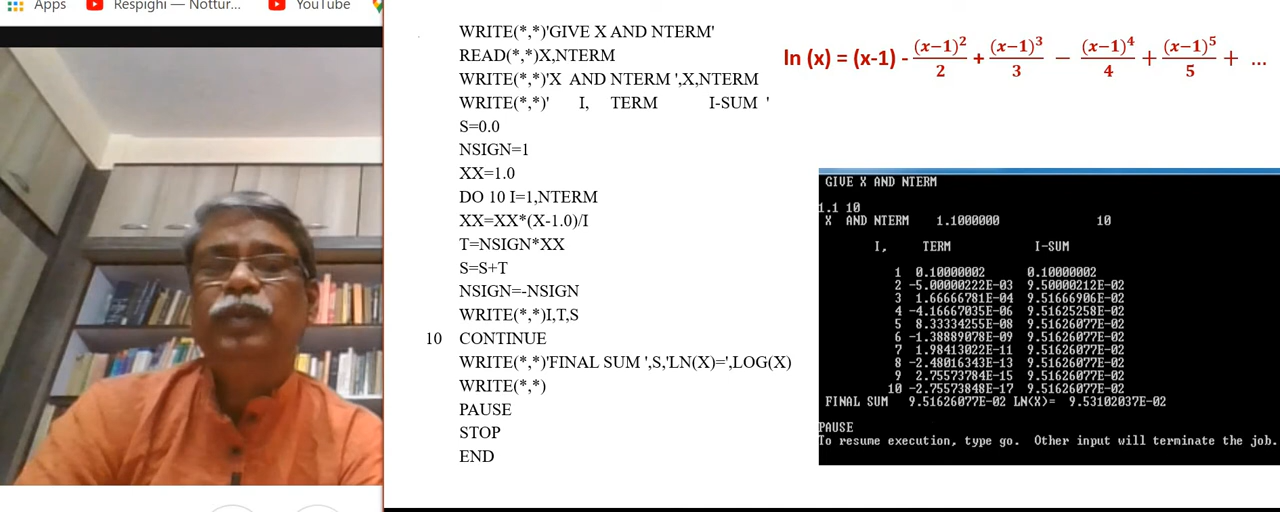 Apps Respighi — Nottur... YouTube
WRITE(*,*)'GIVE X AND NTERM'
READ(*,*)X,NTERM
WRITE(*,*)'X AND NTERM ',X,NTERM
WRITE(*,*)' I, TERM I-SUM '
S=0.0
NSIGN=1
XX=1.0
DO 10 I=1,NTERM
XX=XX*(X-1.0)/I
T=NSIGN*XX
S=S+T
NSIGN=-NSIGN
WRITE(*,*)I,T,S
10 CONTINUE
WRITE(*,*)'FINAL SUM ',S,'LN(X)=',LOG(X)
WRITE(*,*)
PAUSE
STOP
END
ln (x) = (x-1) - (x−1)²/2 + (x−1)³/3 − (x−1)⁴/4 + (x−1)⁵/5 + ...
GIVE X AND NTERM
1.1 10
X AND NTERM 1.1000000 10
I, TERM I-SUM
1 0.10000002 0.10000002
2 -5.00000222E-03 9.50000212E-02
3 1.66666781E-04 9.51666906E-02
4 -4.16667035E-06 9.51625258E-02
5 8.33334255E-08 9.51626077E-02
6 -1.38889078E-09 9.51626077E-02
7 1.98413022E-11 9.51626077E-02
8 -2.48016343E-13 9.51626077E-02
9 2.75573784E-15 9.51626077E-02
10 -2.75573848E-17 9.51626077E-02
FINAL SUM 9.51626077E-02 LN(X)= 9.53102037E-02
PAUSE
To resume execution, type go. Other input will terminate the job.